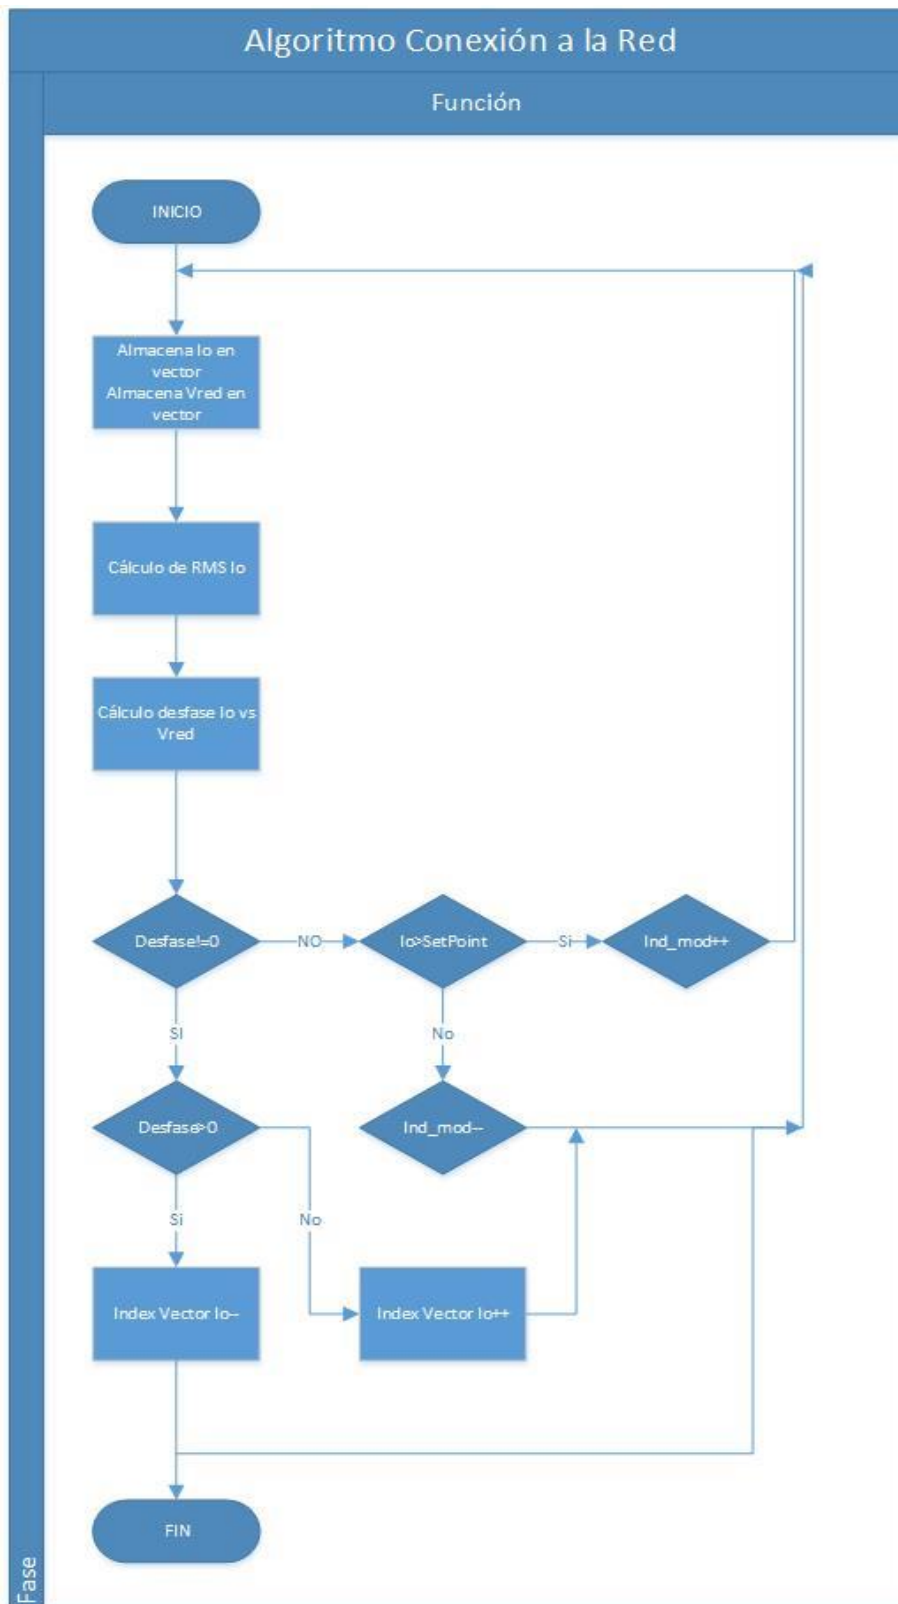 Algoritmo Conexión a la Red
Función
INICIO
Almacena Io en
vector
Almacena Vred en
vector
Cálculo de RMS Io
Cálculo desfase Io vs
Vred
Desfase!=0
NO
Io>SetPoint
Si
Ind_mod++
SI
No
Desfase>0
Ind_mod--
Si
No
Index Vector Io--
Index Vector Io++
FIN
Fase